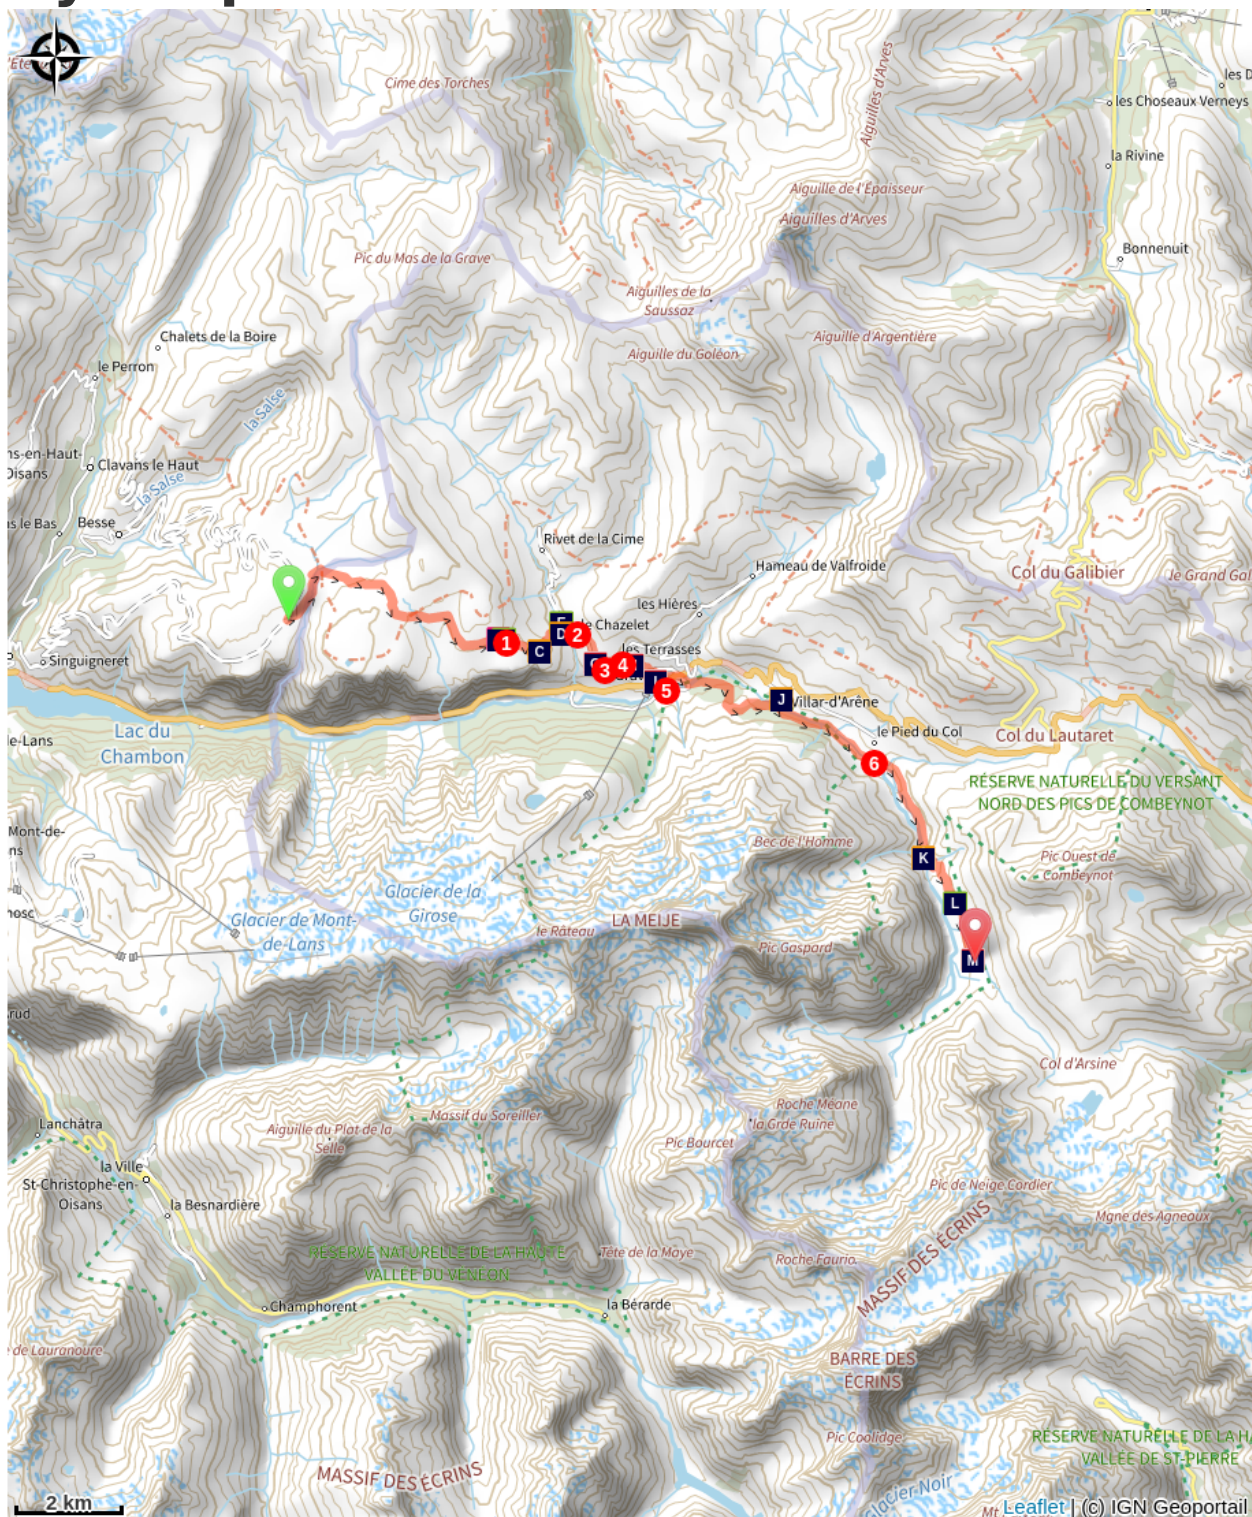 Cime des Torches
Aiguilles d'Arves
les Choseaux Verneys
la Rivine
Aiguille de l'Épaisseur
Aiguilles d'Arves
Bonnenuit
Pic du Mas de la Grave
Aiguilles de la
Saussaz
Chalets de la Boire
Aiguille d'Argentière
Aiguille du Goléon
le Perron
la Salse
Clavans le Haut
la Salse
Besse
Rivet de la Cime
Hameau de Valfroide
Col du Galibier
les Hières
le Chazelet
1
2
C
D
les Terrasses
3
4
Singuigneret
5
J
Villar-d'Arêne
Lac du
Chambon
le Pied du Col
Col du Lautaret
6
RÉSERVE NATURELLE DU VERSANT
NORD DES PICS DE COMBEYNOT
Bec de l'Homme
K
Pic Ouest de
Combeynot
Glacier de la
Girose
L
Glacier de Mont-
de-Lans
LA MEIJE
le Râteau
Pic Gaspard
M
Col d'Arsine
Roche Méane
la Grde Ruine
Massif du Soreiller
Lanchâtra
Aiguille du Plat de la
Selle
Pic Bourcet
la Ville
St-Christophe-en-
Oisans
la Besnardière
Pic de Neige Cordier
Mgne des Agneaux
MASSIF DES ÉCRINS
RÉSERVE NATURELLE DE LA HAUTE
VALLÉE DU VÉNÉON
Tête de la Maye
Roche Faurio
Champhorent
la Bérarde
BARRE DES
ÉCRINS
Pic Coolidge
MASSIF DES ÉCRINS
Glacier Noir
2 km
Leaflet | (c) IGN Geoportail